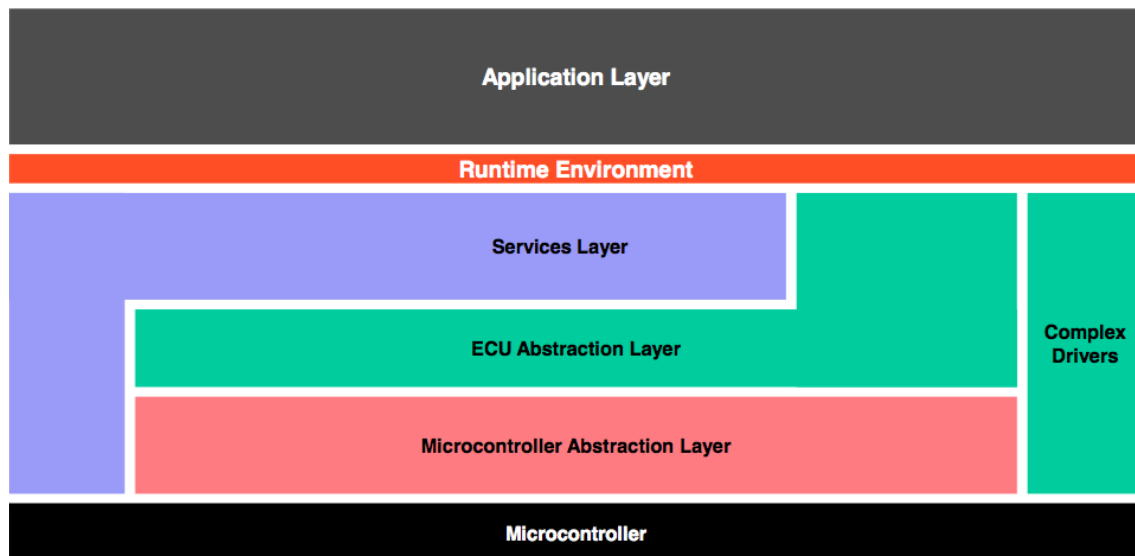 Application Layer
Runtime Environment
Services Layer
ECU Abstraction Layer
Complex
Drivers
Microcontroller Abstraction Layer
Microcontroller